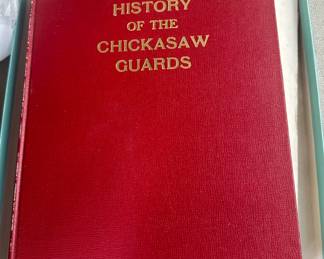 HISTORY
OF THE
CHICKASAW
GUARDS